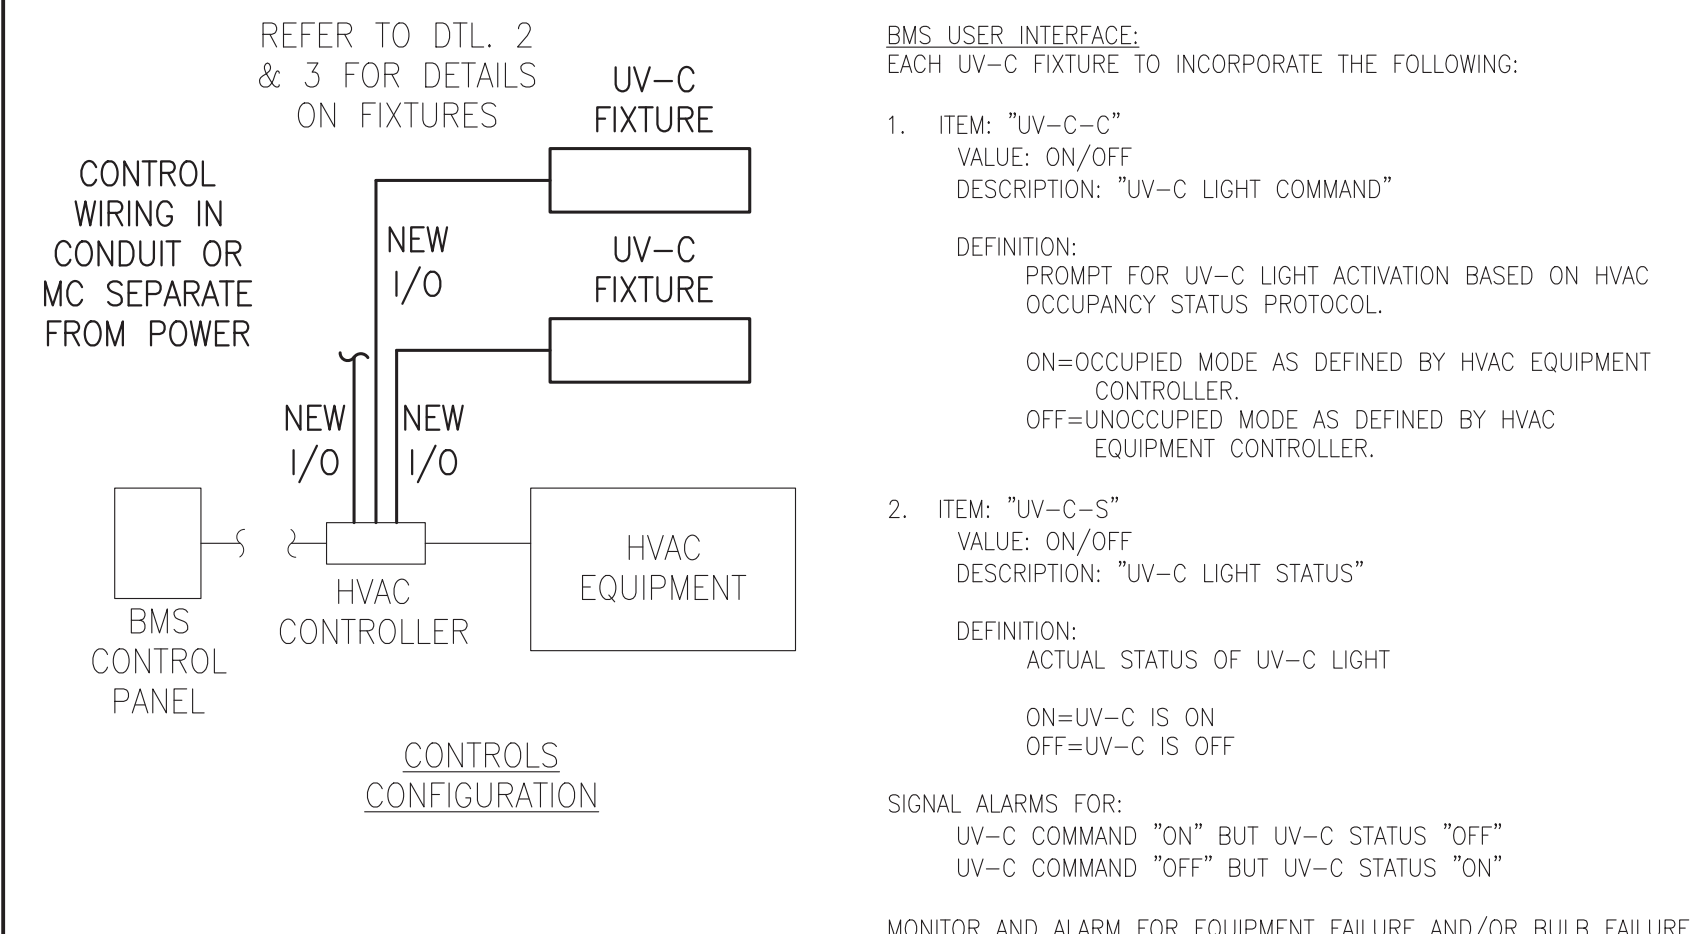 REFER TO DTL. 2
& 3 FOR DETAILS
ON FIXTURES
UV-C
FIXTURE
CONTROL
WIRING IN
CONDUIT OR
MC SEPARATE
FROM POWER
NEW
I/O
UV-C
FIXTURE
NEW
I/O
NEW
I/O
HVAC
EQUIPMENT
HVAC
CONTROLLER
BMS
CONTROL
PANEL
CONTROLS
CONFIGURATION
BMS USER INTERFACE:
EACH UV-C FIXTURE TO INCORPORATE THE FOLLOWING:
1. ITEM: "UV-C-C"
VALUE: ON/OFF
DESCRIPTION: "UV-C LIGHT COMMAND"
DEFINITION:
PROMPT FOR UV-C LIGHT ACTIVATION BASED ON HVAC
OCCUPANCY STATUS PROTOCOL.
ON=OCCUPIED MODE AS DEFINED BY HVAC EQUIPMENT
CONTROLLER.
OFF=UNOCCUPIED MODE AS DEFINED BY HVAC
EQUIPMENT CONTROLLER.
2. ITEM: "UV-C-S"
VALUE: ON/OFF
DESCRIPTION: "UV-C LIGHT STATUS"
DEFINITION:
ACTUAL STATUS OF UV-C LIGHT
ON=UV-C IS ON
OFF=UV-C IS OFF
SIGNAL ALARMS FOR:
UV-C COMMAND "ON" BUT UV-C STATUS "OFF"
UV-C COMMAND "OFF" BUT UV-C STATUS "ON"
MONITOR AND ALARM FOR EQUIPMENT FAILURE AND/OR BULB FAILURE